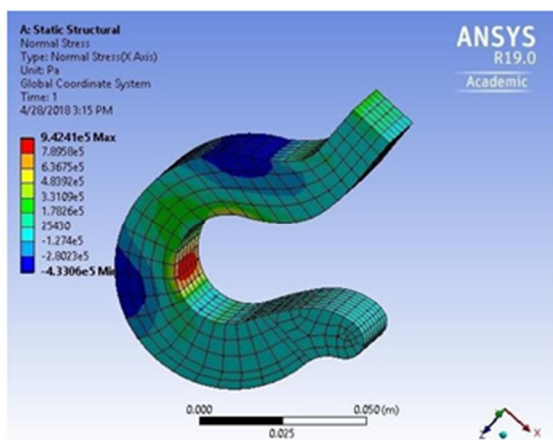 A: Static Structural
Normal Stress
Type: Normal Stress(X Axis)
Unit: Pa
Global Coordinate System
Time: 1
4/28/2018 3:15 PM
9.4241e5 Max
7.8958e5
6.3675e5
4.8392e5
3.3109e5
1.7826e5
25430
-1.274e5
-2.8023e5
-4.3306e5 Min
ANSYS
R19.0
Academic
0.000
0.050 (m)
0.025
X